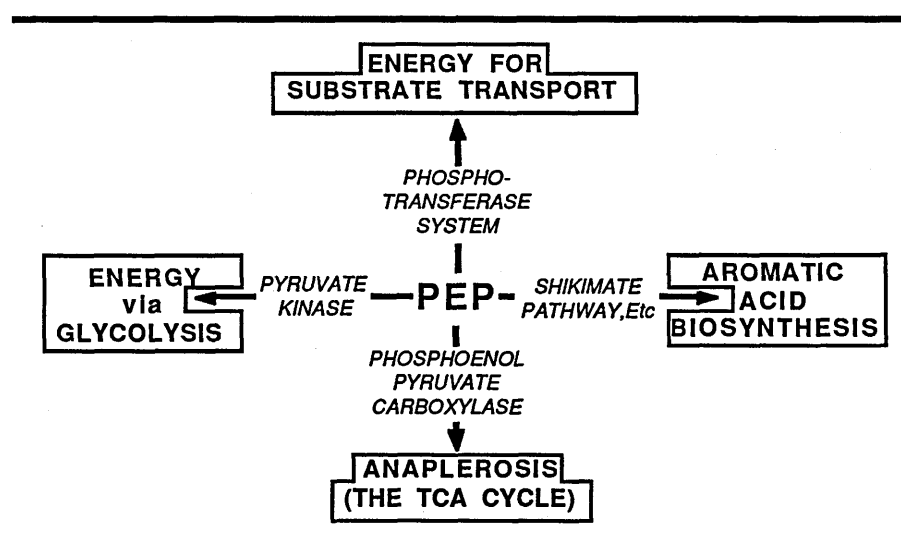 ENERGY FOR
SUBSTRATE TRANSPORT
PHOSPHO-
TRANSFERASE
SYSTEM
ENERGY
via
GLYCOLYSIS
PYRUVATE
KINASE
PEP
SHIKIMATE
PATHWAY,Etc
AROMATIC
ACID
BIOSYNTHESIS
PHOSPHOENOL
PYRUVATE
CARBOXYLASE
ANAPLEROSIS
(THE TCA CYCLE)